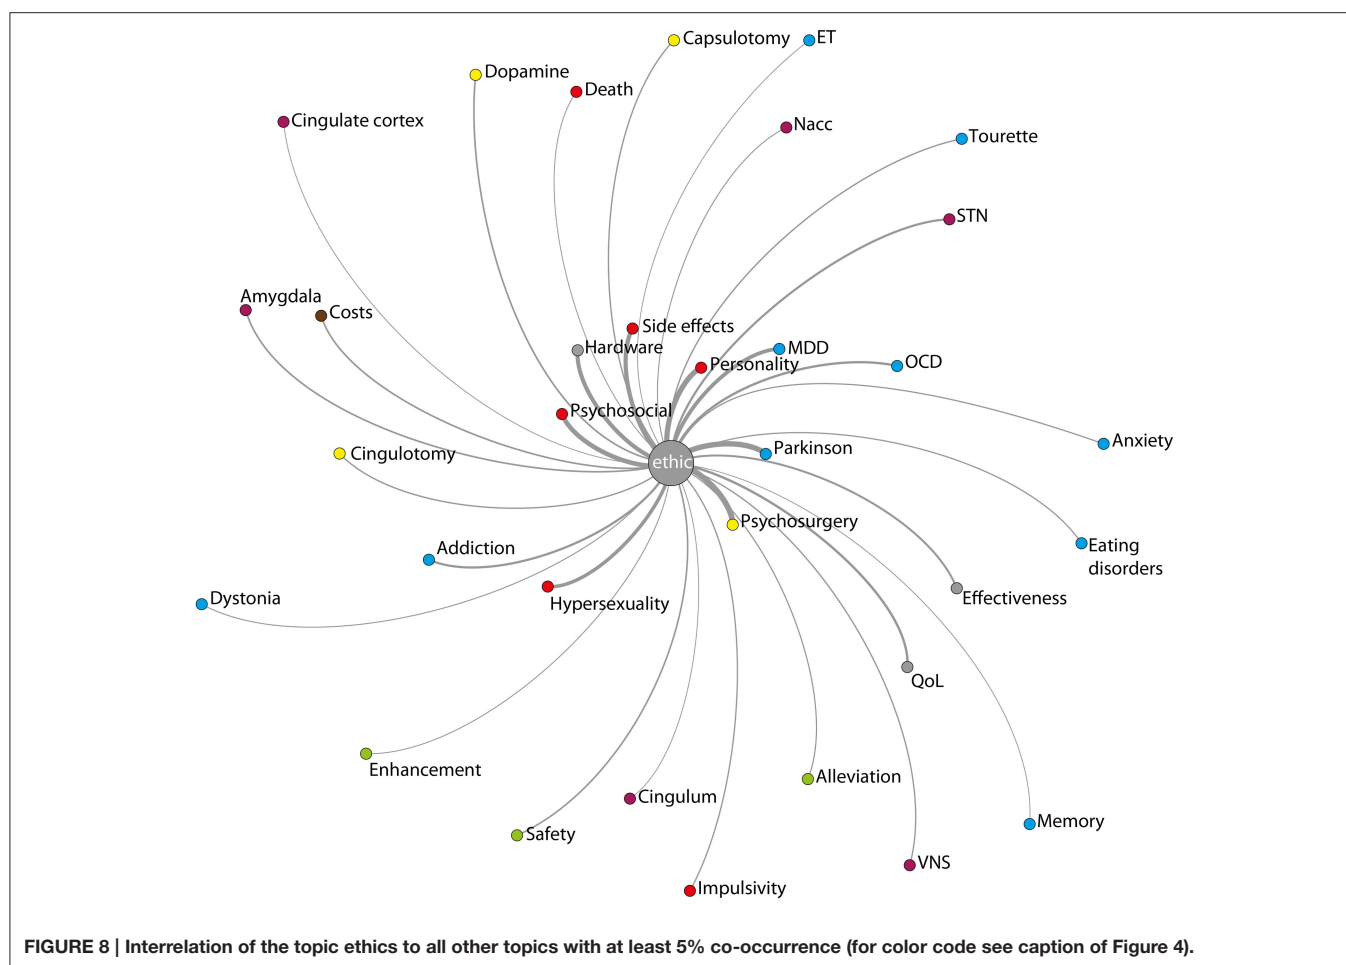 Capsulotomy
ET
Dopamine
Death
Cingulate cortex
Nacc
Tourette
STN
Amygdala
Costs
Side effects
Hardware
MDD
Personality
OCD
Psychosocial
Anxiety
Cingulotomy
Parkinson
ethic
Psychosurgery
Addiction
Eating
disorders
Dystonia
Hypersexuality
Effectiveness
QoL
Enhancement
Alleviation
Cingulum
Memory
Safety
VNS
Impulsivity
FIGURE 8 | Interrelation of the topic ethics to all other topics with at least 5% co-occurrence (for color code see caption of Figure 4).